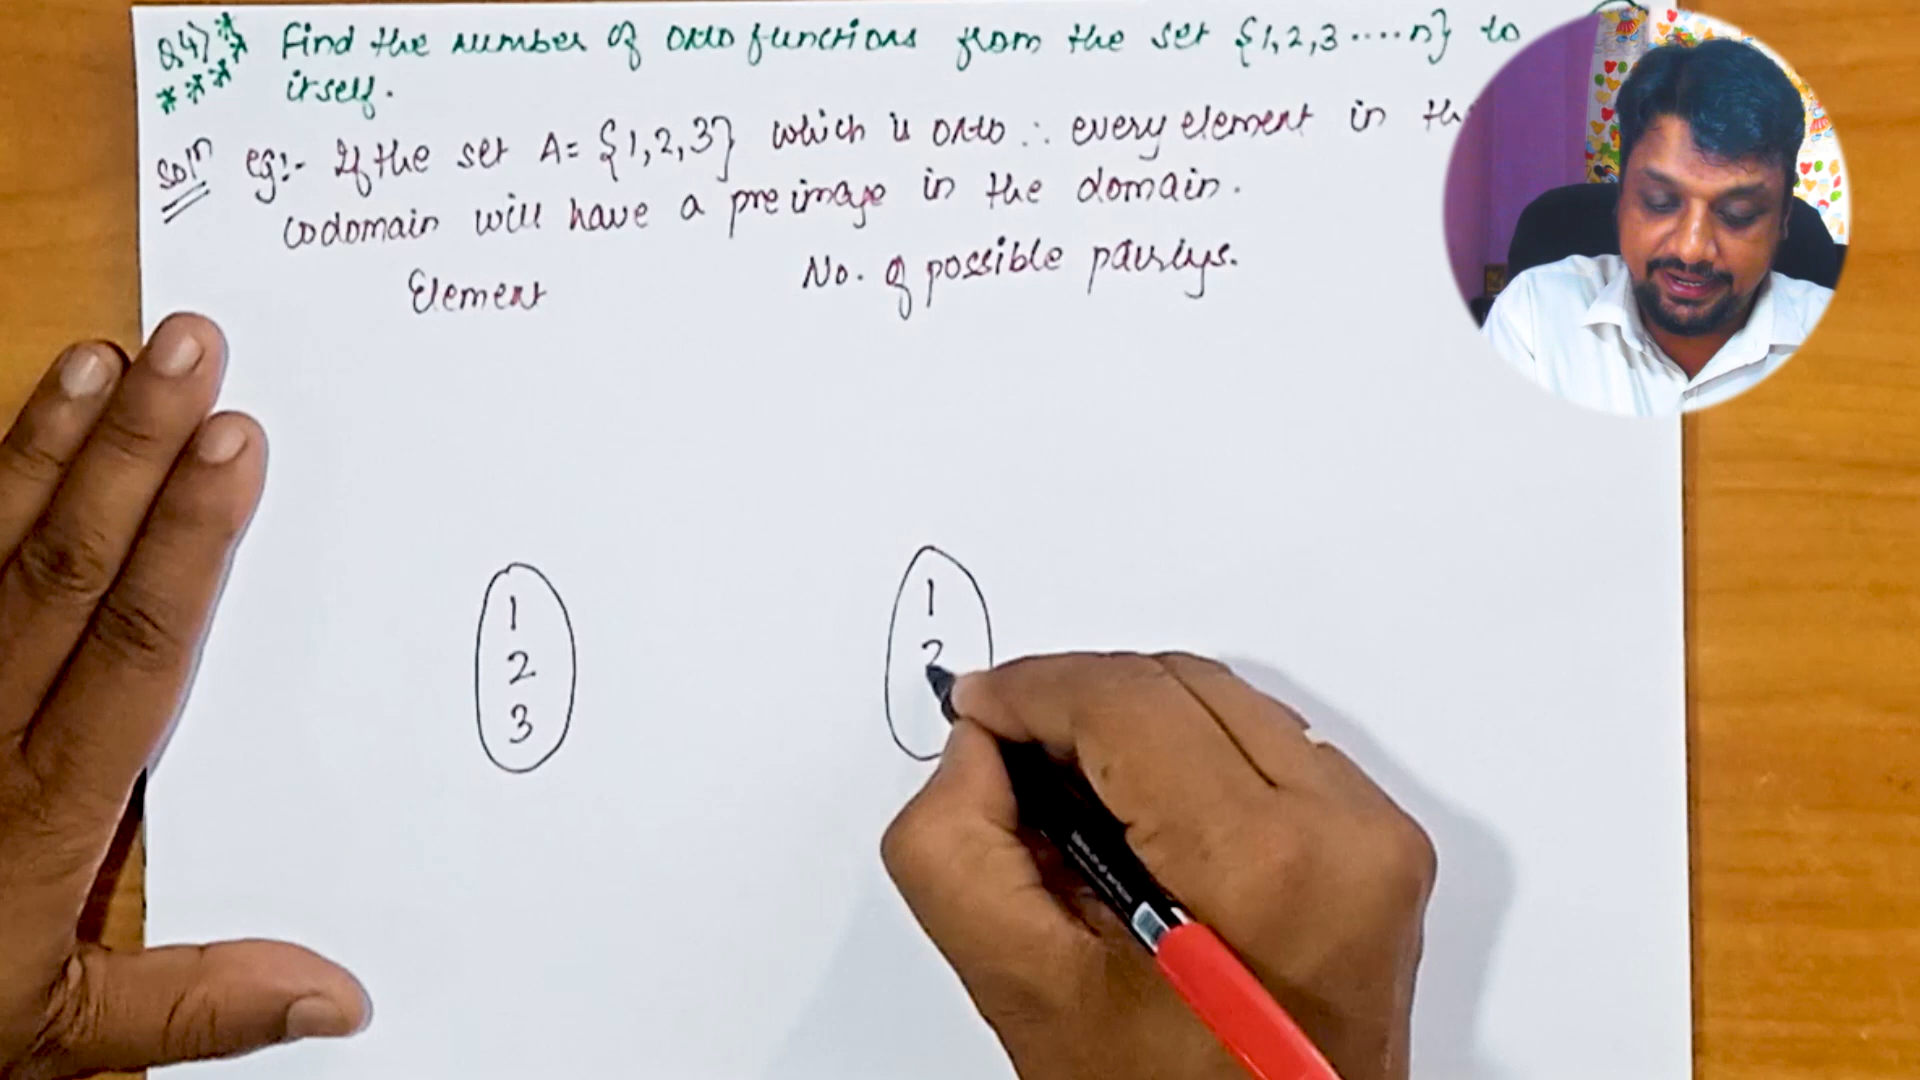 Q4) Find the number of onto functions from the set {1,2,3....n} to
itself.
Soln eg:- If the set A = {1,2,3} which is onto ∴ every element in the
codomain will have a preimage in the domain.
Element No. of possible pairings.
1 1
2 2
3